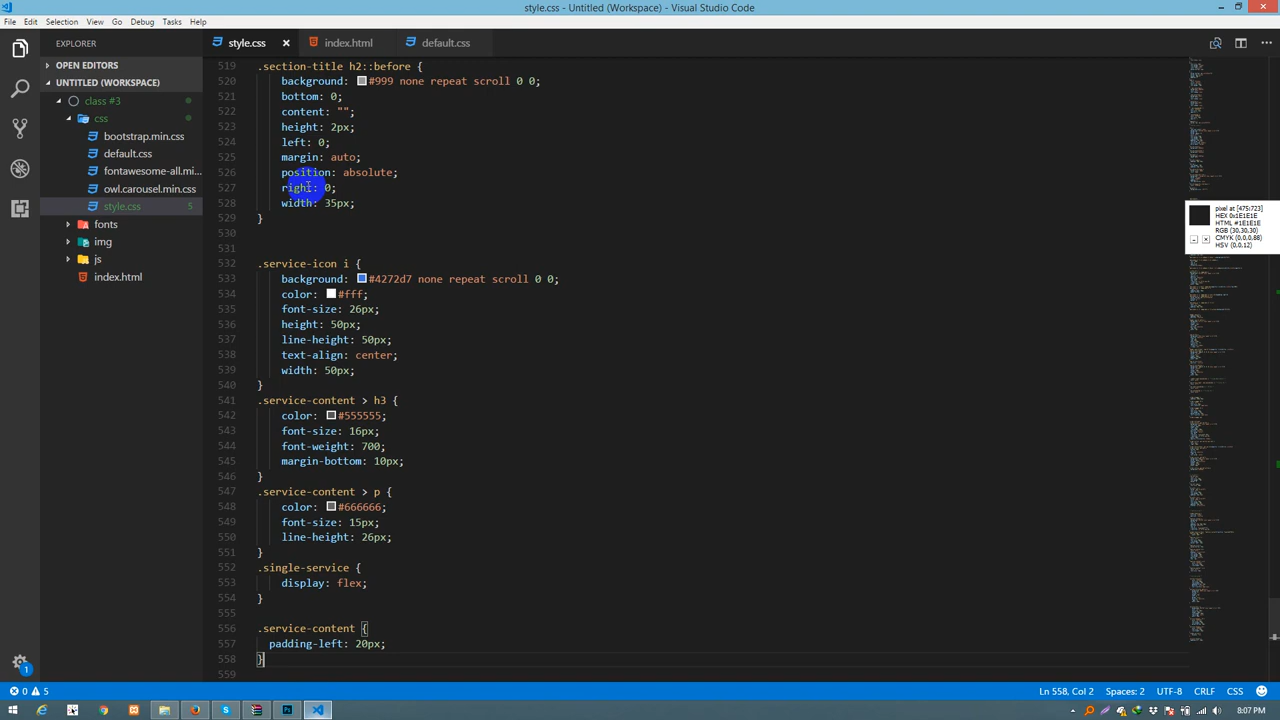 style.css - Untitled (Workspace) - Visual Studio Code
File Edit Selection View Go Debug Tasks Help
EXPLORER
OPEN EDITORS
UNTITLED (WORKSPACE)
class #3
css
bootstrap.min.css
default.css
fontawesome-all.mi...
owl.carousel.min.css
style.css 5
fonts
img
js
index.html
style.css index.html default.css
519 .section-title h2::before {
520 background: #999 none repeat scroll 0 0;
521 bottom: 0;
522 content: "";
523 height: 2px;
524 left: 0;
525 margin: auto;
526 position: absolute;
527 right: 0;
528 width: 35px;
529 }
530
531
532 .service-icon i {
533 background: #4272d7 none repeat scroll 0 0;
534 color: #fff;
535 font-size: 26px;
536 height: 50px;
537 line-height: 50px;
538 text-align: center;
539 width: 50px;
540 }
541 .service-content > h3 {
542 color: #555555;
543 font-size: 16px;
544 font-weight: 700;
545 margin-bottom: 10px;
546 }
547 .service-content > p {
548 color: #666666;
549 font-size: 15px;
550 line-height: 26px;
551 }
552 .single-service {
553 display: flex;
554 }
555
556 .service-content {
557 padding-left: 20px;
558 }
559
pixel at [475:723]
HEX 0x1E1E1E
HTML #1E1E1E
RGB (30,30,30)
CMYK (0,0,0,88)
HSV (0,0,12)
1
0 5
Ln 558, Col 2 Spaces: 2 UTF-8 CRLF CSS
8:07 PM